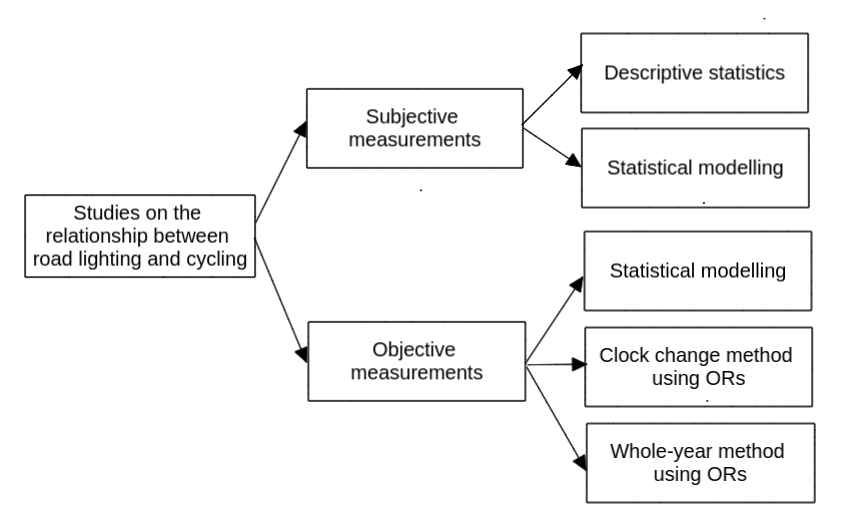 Studies on the
relationship between
road lighting and cycling
Subjective
measurements
Descriptive statistics
Statistical modelling
Objective
measurements
Statistical modelling
Clock change method
using ORs
Whole-year method
using ORs